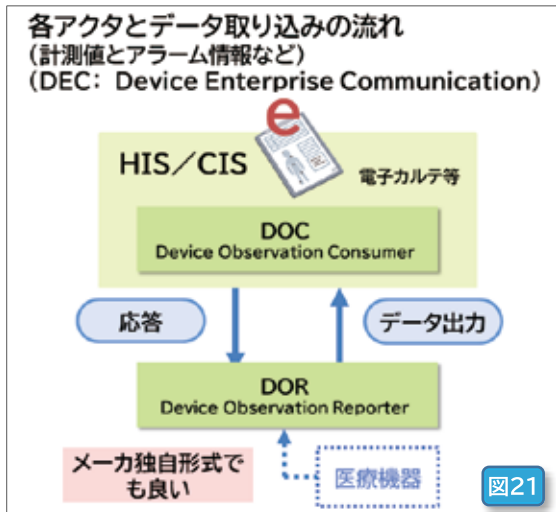 各アクタとデータ取り込みの流れ
(計測値とアラーム情報など)
(DEC: Device Enterprise Communication)
e
HIS/CIS
電子カルテ等
DOC
Device Observation Consumer
応答
データ出力
DOR
Device Observation Reporter
メーカ独自形式で
も良い
医療機器
図21